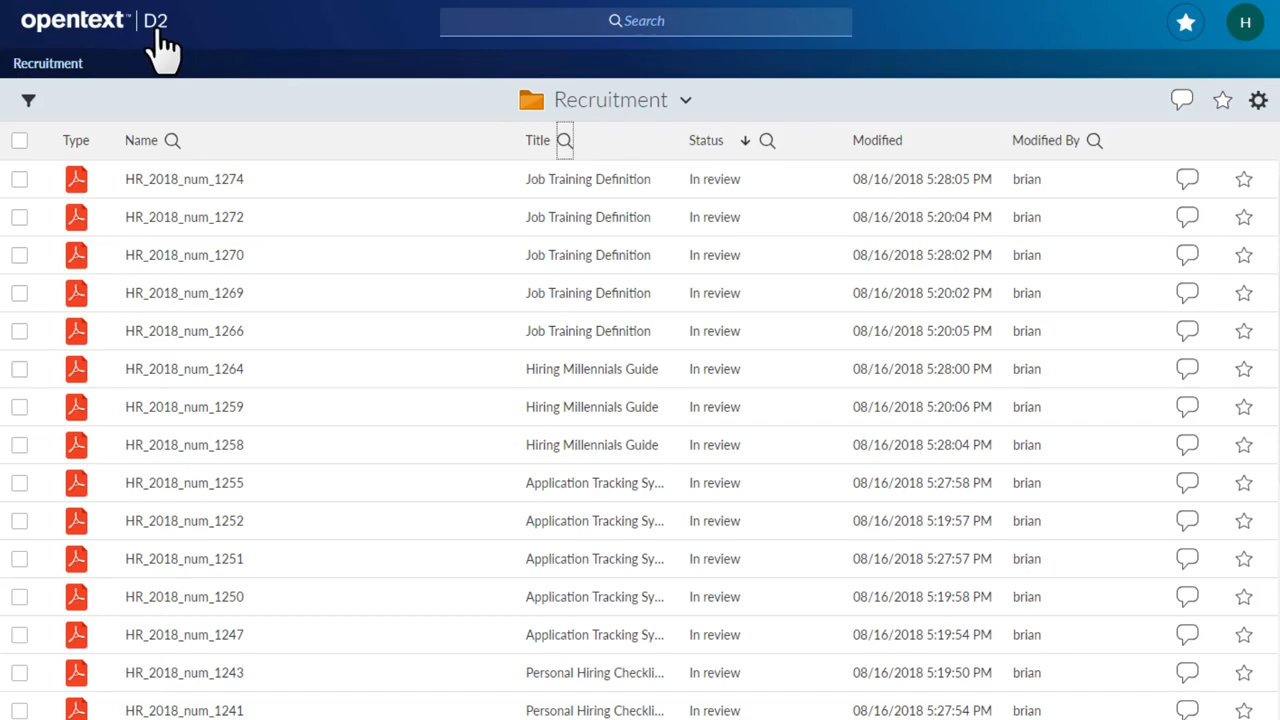 opentext™ | D2
Search
H
Recruitment
Recruitment
Type Name Title Status Modified Modified By
HR_2018_num_1274 Job Training Definition In review 08/16/2018 5:28:05 PM brian
HR_2018_num_1272 Job Training Definition In review 08/16/2018 5:20:04 PM brian
HR_2018_num_1270 Job Training Definition In review 08/16/2018 5:28:02 PM brian
HR_2018_num_1269 Job Training Definition In review 08/16/2018 5:20:02 PM brian
HR_2018_num_1266 Job Training Definition In review 08/16/2018 5:20:05 PM brian
HR_2018_num_1264 Hiring Millennials Guide In review 08/16/2018 5:28:00 PM brian
HR_2018_num_1259 Hiring Millennials Guide In review 08/16/2018 5:20:06 PM brian
HR_2018_num_1258 Hiring Millennials Guide In review 08/16/2018 5:28:04 PM brian
HR_2018_num_1255 Application Tracking Sy... In review 08/16/2018 5:27:58 PM brian
HR_2018_num_1252 Application Tracking Sy... In review 08/16/2018 5:19:57 PM brian
HR_2018_num_1251 Application Tracking Sy... In review 08/16/2018 5:27:57 PM brian
HR_2018_num_1250 Application Tracking Sy... In review 08/16/2018 5:19:58 PM brian
HR_2018_num_1247 Application Tracking Sy... In review 08/16/2018 5:19:54 PM brian
HR_2018_num_1243 Personal Hiring Checkli... In review 08/16/2018 5:19:50 PM brian
HR_2018_num_1241 Personal Hiring Checkli... In review 08/16/2018 5:27:54 PM brian